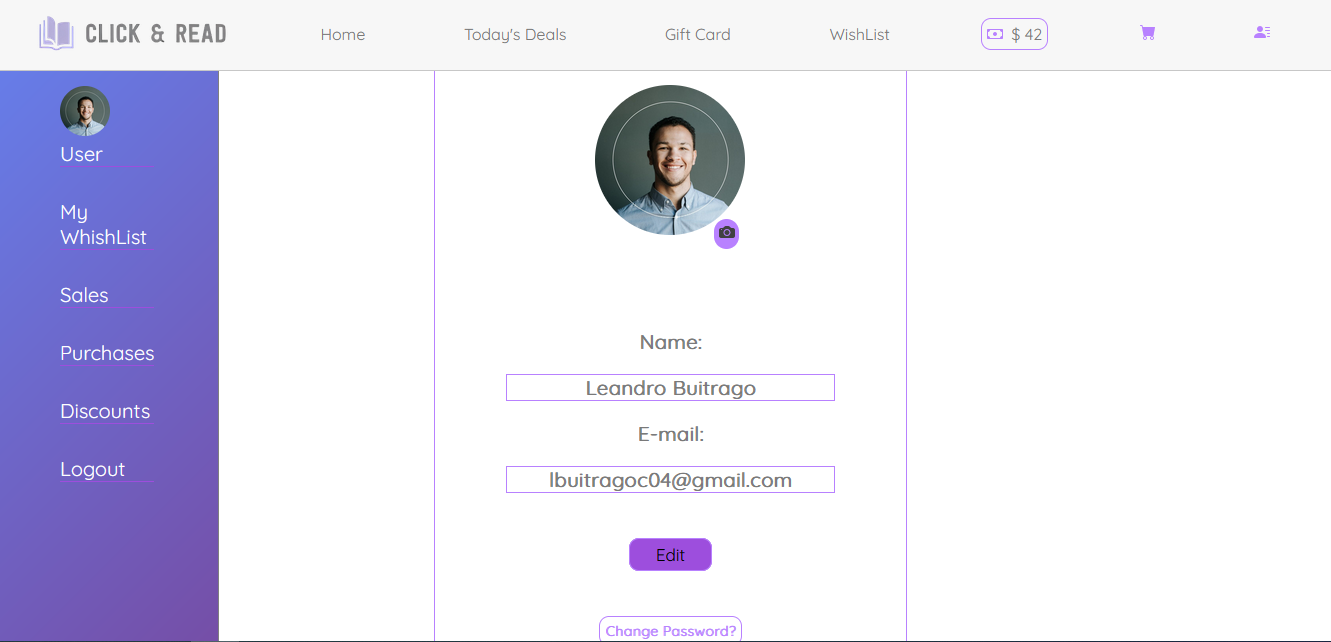 CLICK & READ
Home
Today's Deals
Gift Card
WishList
$ 42
User
My
WhishList
Sales
Purchases
Discounts
Logout
Name:
Leandro Buitrago
E-mail:
lbuitragoc04@gmail.com
Edit
Change Password?